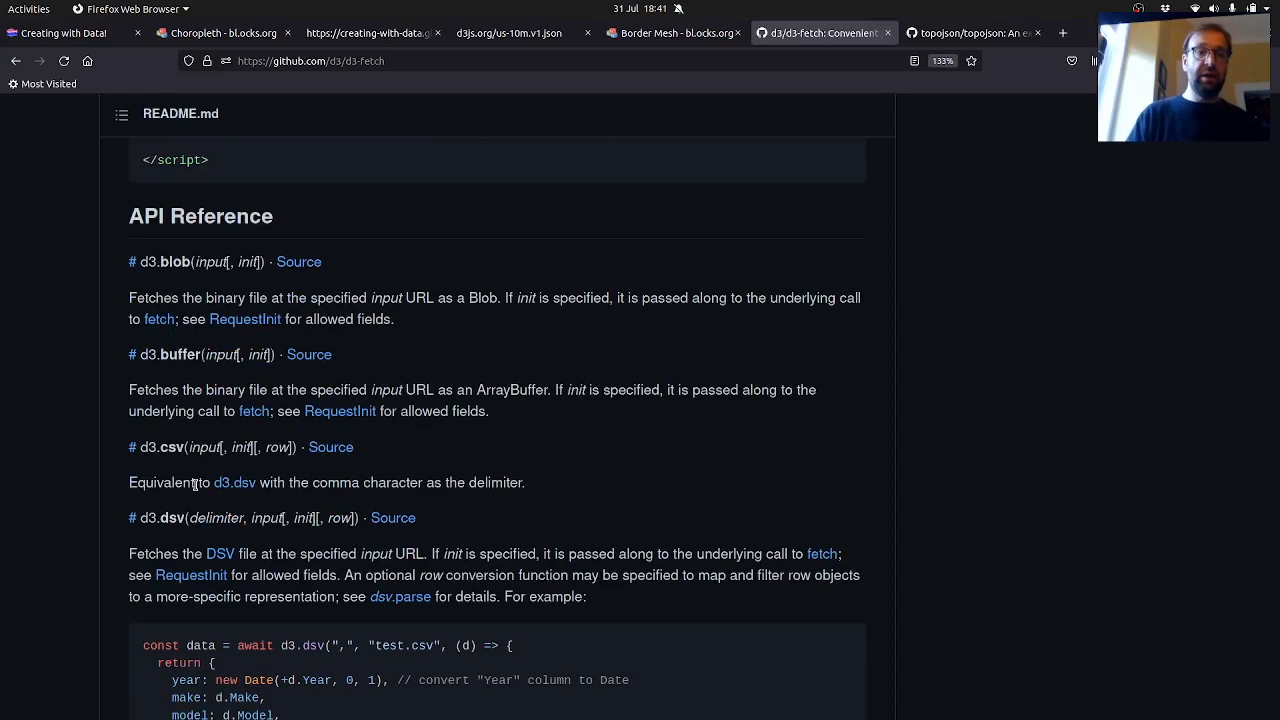 Activities
Firefox Web Browser
31 Jul 18:41
Creating with Data!
Choropleth - bl.ocks.org
https://creating-with-data.gl
d3js.org/us-10m.v1.json
Border Mesh - bl.ocks.org
d3/d3-fetch: Convenient
topojson/topojson: An ex
https://github.com/d3/d3-fetch
133%
Most Visited
README.md
</script>
API Reference
# d3.blob(input[, init]) · Source
Fetches the binary file at the specified input URL as a Blob. If init is specified, it is passed along to the underlying call
to fetch; see RequestInit for allowed fields.
# d3.buffer(input[, init]) · Source
Fetches the binary file at the specified input URL as an ArrayBuffer. If init is specified, it is passed along to the
underlying call to fetch; see RequestInit for allowed fields.
# d3.csv(input[, init][, row]) · Source
Equivalent to d3.dsv with the comma character as the delimiter.
# d3.dsv(delimiter, input[, init][, row]) · Source
Fetches the DSV file at the specified input URL. If init is specified, it is passed along to the underlying call to fetch;
see RequestInit for allowed fields. An optional row conversion function may be specified to map and filter row objects
to a more-specific representation; see dsv.parse for details. For example:
const data = await d3.dsv(",", "test.csv", (d) => {
return {
year: new Date(+d.Year, 0, 1), // convert "Year" column to Date
make: d.Make,
model: d.Model,